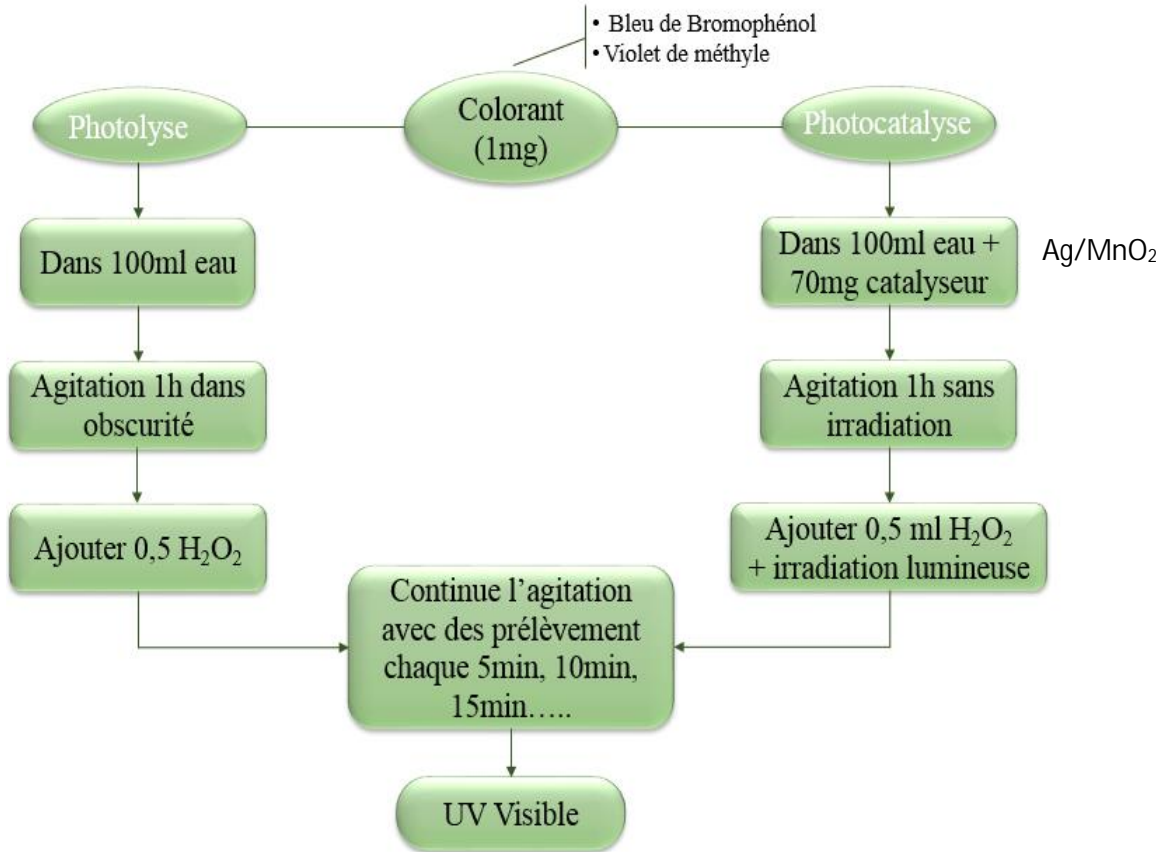 • Bleu de Bromophénol
• Violet de méthyle
Photolyse
Colorant
(1mg)
Photocatalyse
Dans 100ml eau
Dans 100ml eau +
70mg catalyseur
Ag/MnO₂
Agitation 1h dans
obscurité
Agitation 1h sans
irradiation
Ajouter 0,5 H₂O₂
Ajouter 0,5 ml H₂O₂
+ irradiation lumineuse
Continue l’agitation
avec des prélèvement
chaque 5min, 10min,
15min…..
UV Visible